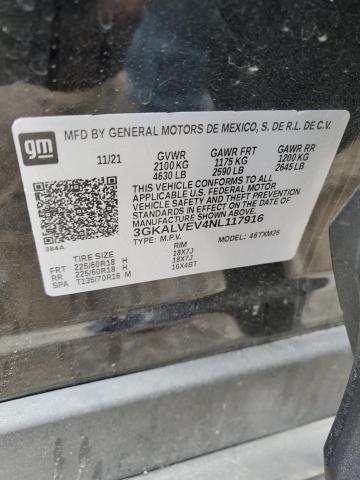 gm
MFD BY GENERAL MOTORS DE MEXICO, S. DE R.L. DE C.V.
11/21 GVWR GAWR FRT GAWR RR
2100 KG 1175 KG 1200 KG
4630 LB 2590 LB 2645 LB
THIS VEHICLE CONFORMS TO ALL
APPLICABLE U.S. FEDERAL MOTOR
VEHICLE SAFETY AND THEFT PREVENTION
STANDARDS IN EFFECT ON THE DATE OF
MANUFACTURE SHOWN ABOVE.
3GKALVEV4NL117916
TYPE: M.P.V. MODEL: 46TXM26
384A
TIRE SIZE RIM
FRT 225/60R18 H 18X7J
RR 225/60R18 H 18X7J
SPA T135/70R16 M 16X4BT